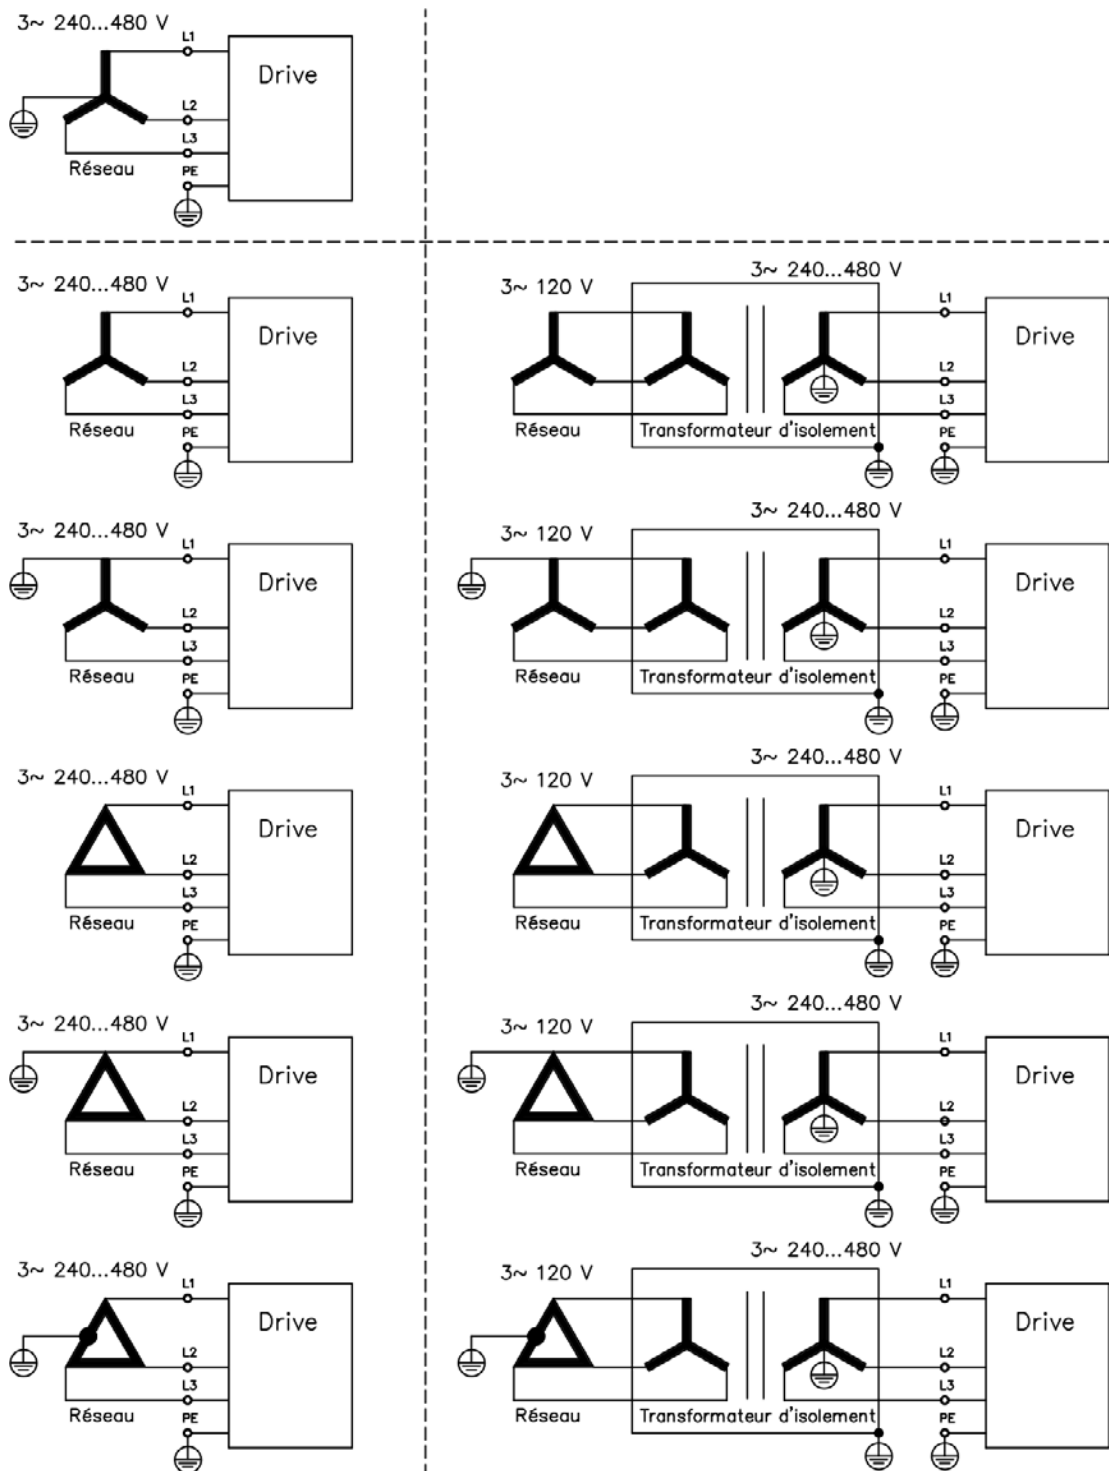 3~ 240...480 V
L1
Drive
L2
L3
Réseau
PE
3~ 240...480 V
L1
Drive
L2
L3
Réseau
PE
3~ 120 V
3~ 240...480 V
L1
Drive
L2
L3
Réseau
Transformateur d'isolement
PE
3~ 240...480 V
L1
Drive
L2
L3
Réseau
PE
3~ 120 V
3~ 240...480 V
L1
Drive
L2
L3
Réseau
Transformateur d'isolement
PE
3~ 240...480 V
L1
Drive
L2
L3
Réseau
PE
3~ 120 V
3~ 240...480 V
L1
Drive
L2
L3
Réseau
Transformateur d'isolement
PE
3~ 240...480 V
L1
Drive
L2
L3
Réseau
PE
3~ 120 V
3~ 240...480 V
L1
Drive
L2
L3
Réseau
Transformateur d'isolement
PE
3~ 240...480 V
L1
Drive
L2
L3
Réseau
PE
3~ 120 V
3~ 240...480 V
L1
Drive
L2
L3
Réseau
Transformateur d'isolement
PE